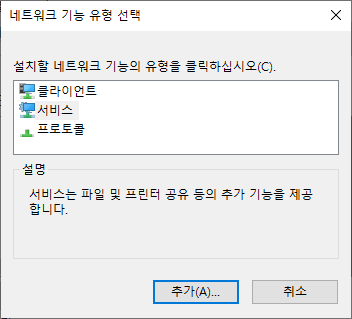 네트워크 기능 유형 선택
설치할 네트워크 기능의 유형을 클릭하십시오(C).
클라이언트
서비스
프로토콜
설명
서비스는 파일 및 프린터 공유 등의 추가 기능을 제공
합니다.
추가(A)...
취소